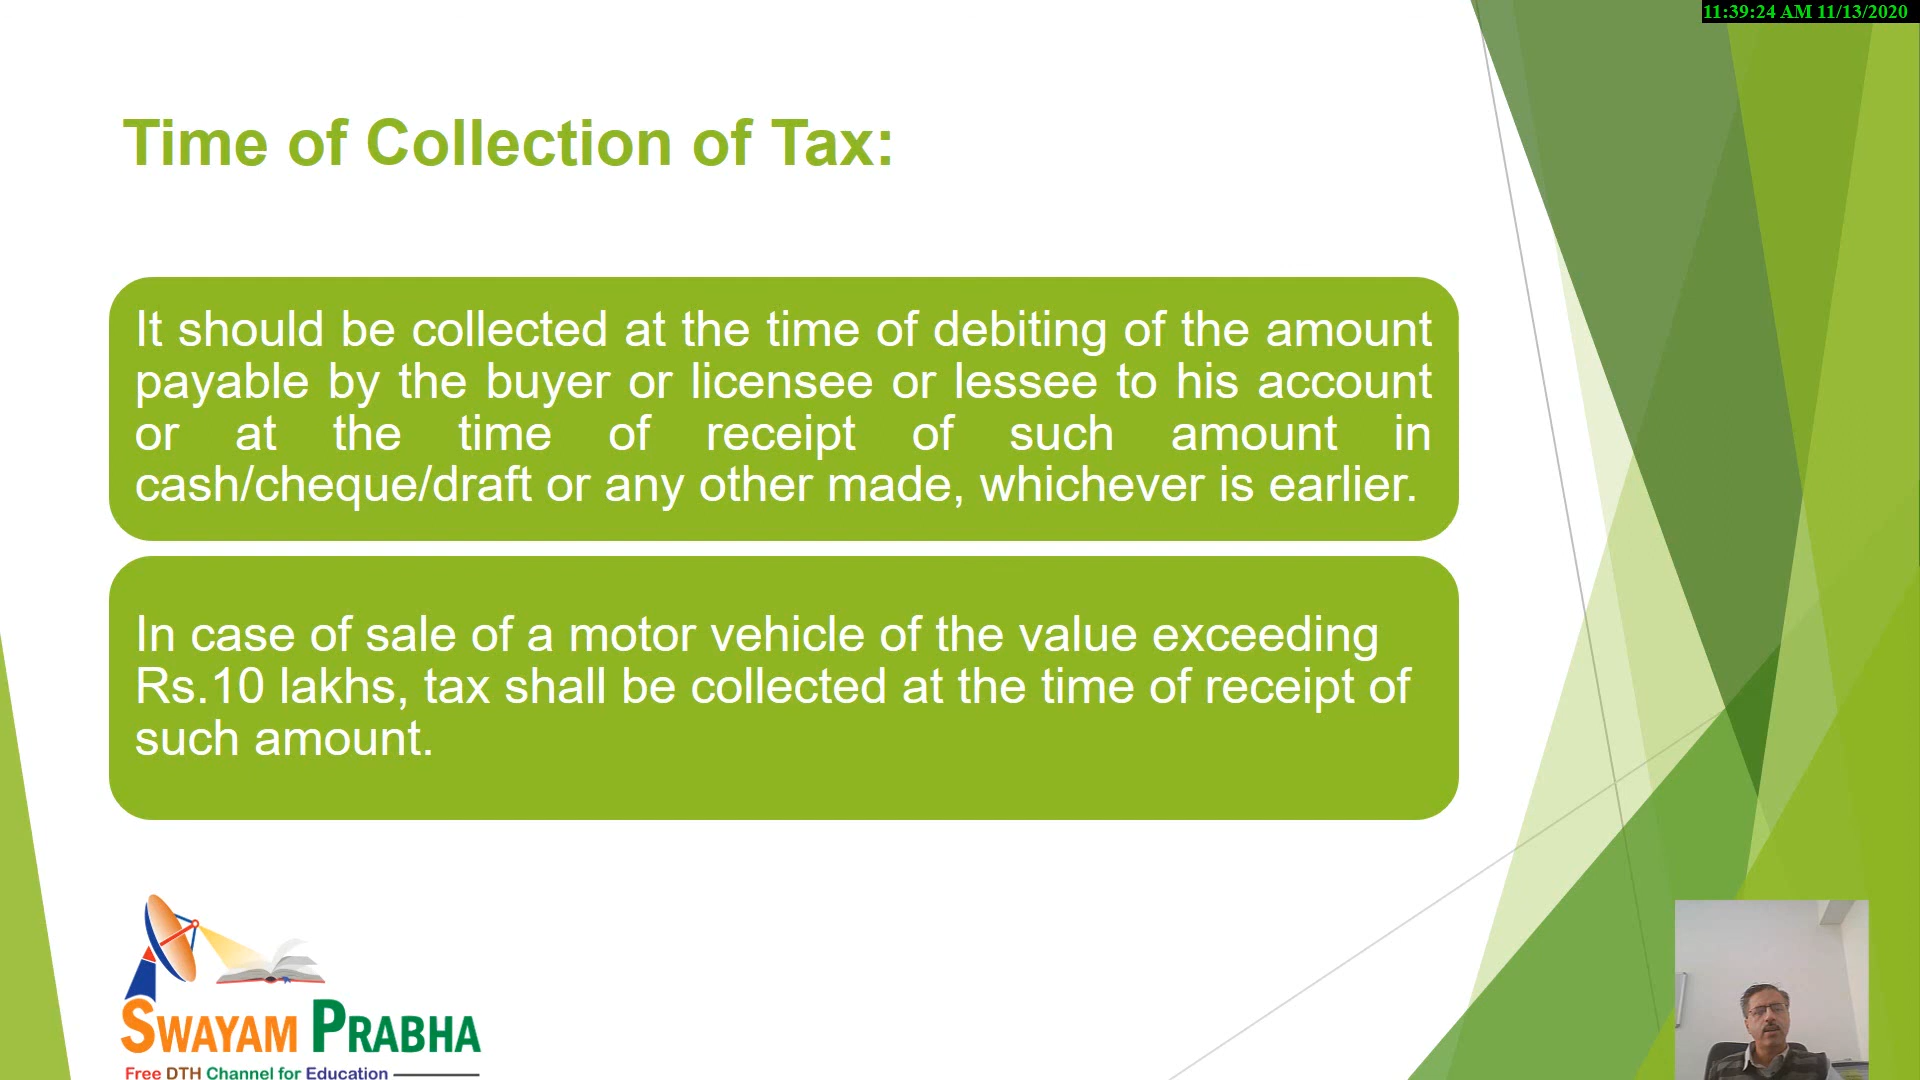 11:39:24 AM 11/13/2020
Time of Collection of Tax:
It should be collected at the time of debiting of the amount
payable by the buyer or licensee or lessee to his account
or at the time of receipt of such amount in
cash/cheque/draft or any other made, whichever is earlier.
In case of sale of a motor vehicle of the value exceeding
Rs.10 lakhs, tax shall be collected at the time of receipt of
such amount.
SWAYAM PRABHA
Free DTH Channel for Education